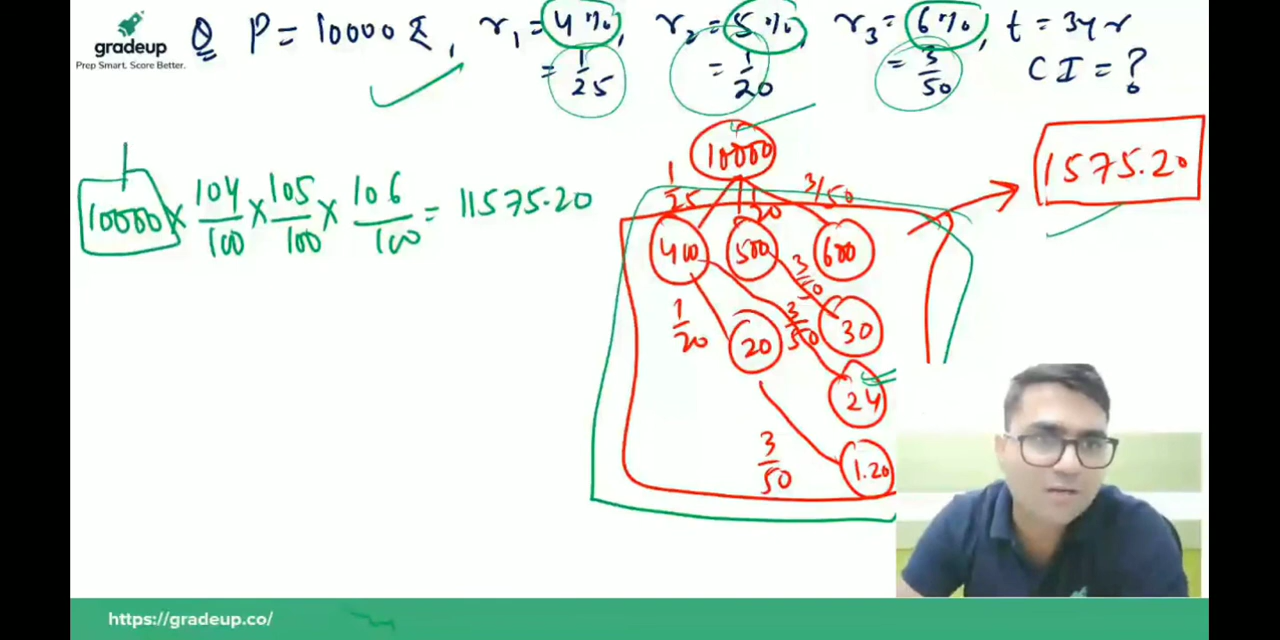 gradeup
Prep Smart. Score Better.
Q P = 10000 ₹, r₁ = 4%, r₂ = 5%, r₃ = 6%, t = 3yr
= 1/25 = 1/20 = 3/50 CI = ?
10000
1575.20
1/25 1/20 3/50
10000 × 104/100 × 105/100 × 106/100 = 11575.20
400 500 600
3/50
1/20 20 3/50 30
24
3/50 1.20
https://gradeup.co/